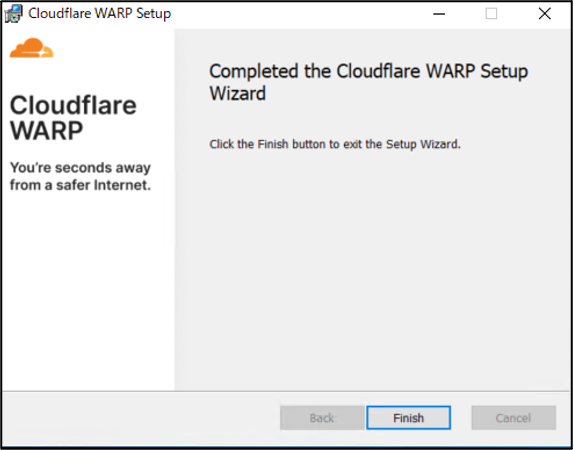 Cloudflare WARP Setup
Cloudflare
WARP
You're seconds away
from a safer Internet.
Completed the Cloudflare WARP Setup
Wizard
Click the Finish button to exit the Setup Wizard.
Back
Finish
Cancel